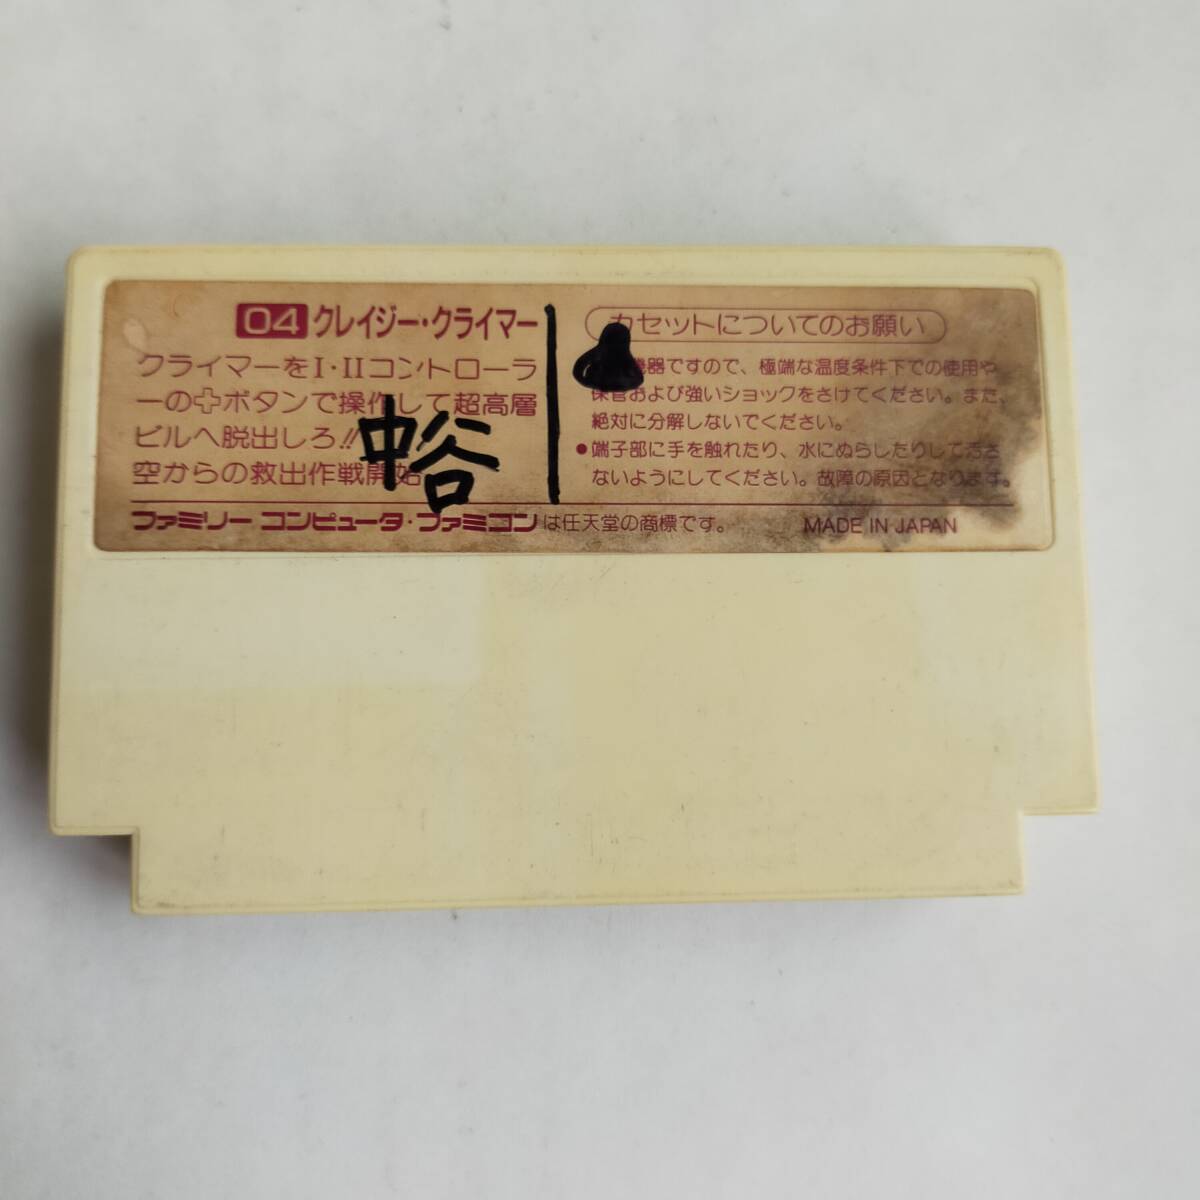 04 クレイジー・クライマー
クライマーをI・IIコントローラ
ーの✚ボタンで操作して超高層
ビルへ脱出しろ!!
空からの救出作戦開始
中谷
カセットについてのお願い
機器ですので、極端な温度条件下での使用や
保管および強いショックをさけてください。また、
絶対に分解しないでください。
●端子部に手を触れたり、水にぬらしたりして汚さ
ないようにしてください。故障の原因となります。
ファミリー コンピュータ・ファミコンは任天堂の商標です。
MADE IN JAPAN